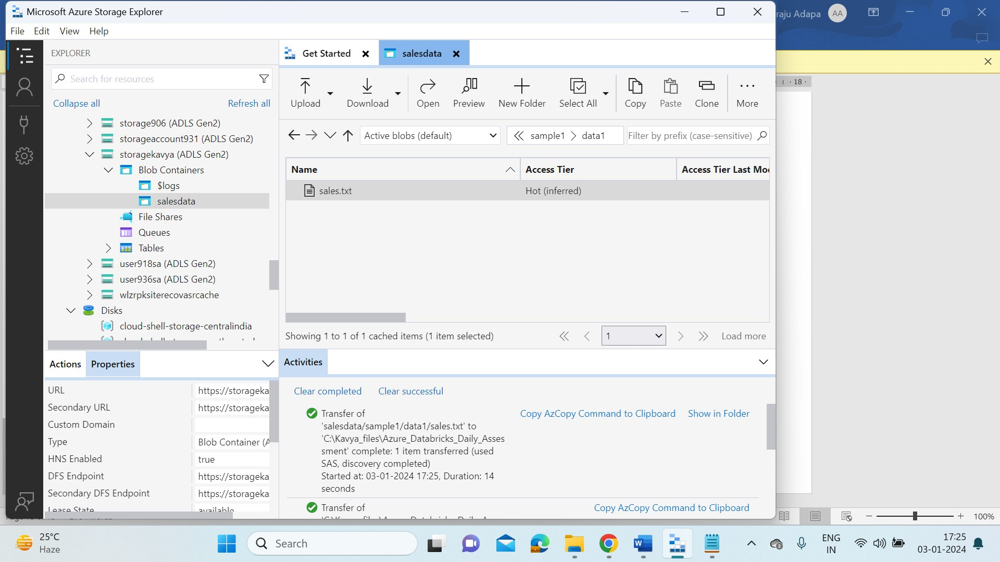 Microsoft Azure Storage Explorer
raju Adapa
AA
File Edit View Help
EXPLORER
Get Started
salesdata
Search for resources
Collapse all
Refresh all
Upload
Download
Open
Preview
New Folder
Select All
Copy
Paste
Clone
More
18
storage906 (ADLS Gen2)
storageaccount931 (ADLS Gen2)
storagekavya (ADLS Gen2)
Blob Containers
$logs
salesdata
File Shares
Queues
Tables
user918sa (ADLS Gen2)
user936sa (ADLS Gen2)
wlzrpksiterecovasrcache
Disks
cloud-shell-storage-centralindia
Active blobs (default)
sample1
data1
Filter by prefix (case-sensitive)
Name
Access Tier
Access Tier Last Mo
sales.txt
Hot (inferred)
Showing 1 to 1 of 1 cached items (1 item selected)
1
Load more
Actions
Properties
URL
https://storageka
Secondary URL
https://storageka
Custom Domain
Type
Blob Container (A
HNS Enabled
true
DFS Endpoint
https://storageka
Secondary DFS Endpoint
https://storageka
Lease State
available
Activities
Clear completed
Clear successful
Transfer of
'salesdata/sample1/data1/sales.txt' to
'C:\Kavya_files\Azure_Databricks_Daily_Asses
sment' complete: 1 item transferred (used
SAS, discovery completed)
Started at: 03-01-2024 17:25, Duration: 14
seconds
Copy AzCopy Command to Clipboard
Show in Folder
Transfer of
Copy AzCopy Command to Clipboard
100%
25°C
Haze
Search
ENG
IN
17:25
03-01-2024